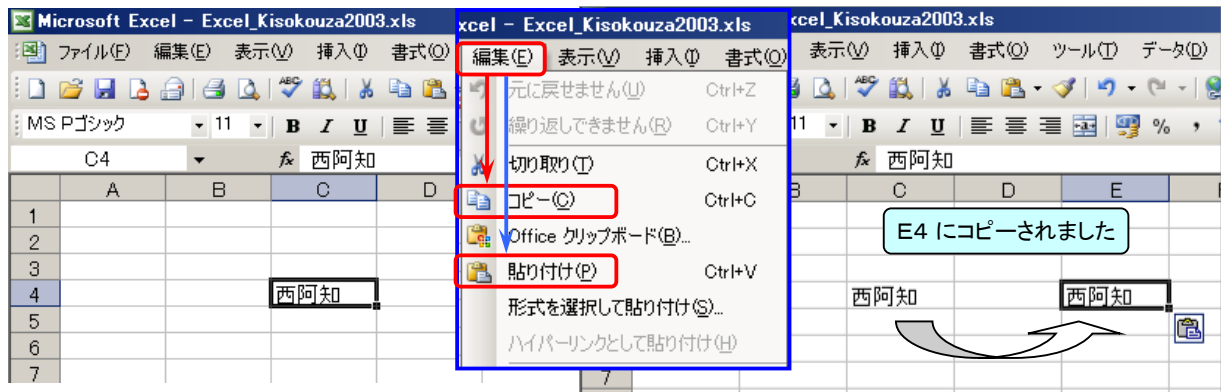 Microsoft Excel - Excel_Kisokouza2003.xls
ファイル(F) 編集(E) 表示(V) 挿入(I) 書式(O)
MS Pゴシック 11 B I U
C4 fx 西阿知
A B C D
1
2
3
4 西阿知
5
6
7
xcel - Excel_Kisokouza2003.xls
編集(E) 表示(V) 挿入(I) 書式(O)
元に戻せません(U) Ctrl+Z
繰り返しできません(R) Ctrl+Y
切り取り(T) Ctrl+X
コピー(C) Ctrl+C
Office クリップボード(B)...
貼り付け(P) Ctrl+V
形式を選択して貼り付け(S)...
ハイパーリンクとして貼り付け(H)
xcel_Kisokouza2003.xls
表示(V) 挿入(I) 書式(O) ツール(T) データ(D)
11 B I U %
fx 西阿知
C D E
E4 にコピーされました
西阿知 西阿知
7